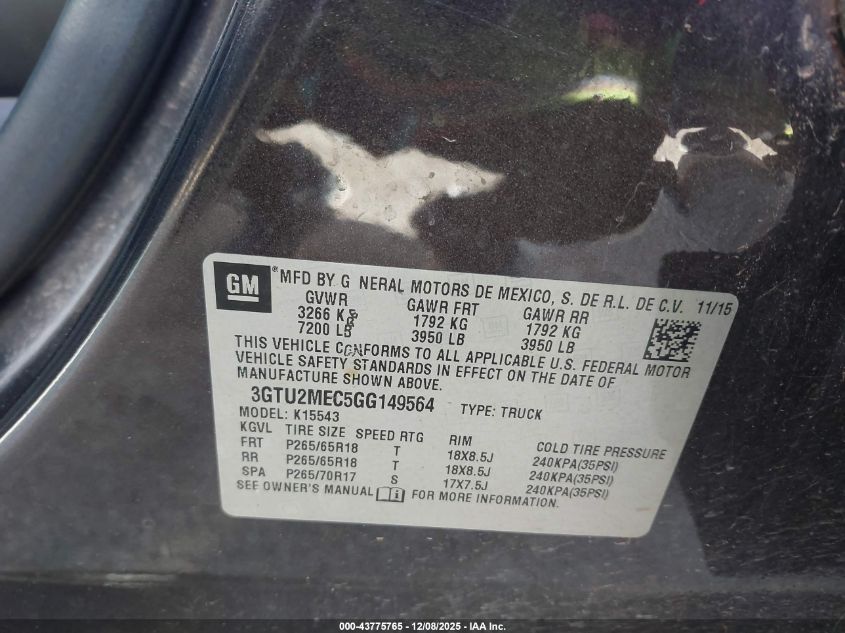 GM ® MFD BY G NERAL MOTORS DE MEXICO, S. DE R.L. DE C.V. 11/15
GVWR GAWR FRT GAWR RR
3266 KG 1792 KG 1792 KG
7200 LB 3950 LB 3950 LB
THIS VEHICLE CONFORMS TO ALL APPLICABLE U.S. FEDERAL MOTOR
VEHICLE SAFETY STANDARDS IN EFFECT ON THE DATE OF
MANUFACTURE SHOWN ABOVE.
3GTU2MEC5GG149564 TYPE: TRUCK
MODEL: K15543
KGVL TIRE SIZE SPEED RTG RIM COLD TIRE PRESSURE
FRT P265/65R18 T 18X8.5J 240KPA(35PSI)
RR P265/65R18 T 18X8.5J 240KPA(35PSI)
SPA P265/70R17 S 17X7.5J 240KPA(35PSI)
SEE OWNER'S MANUAL i FOR MORE INFORMATION.
000-43775765 - 12/08/2025 - IAA Inc.